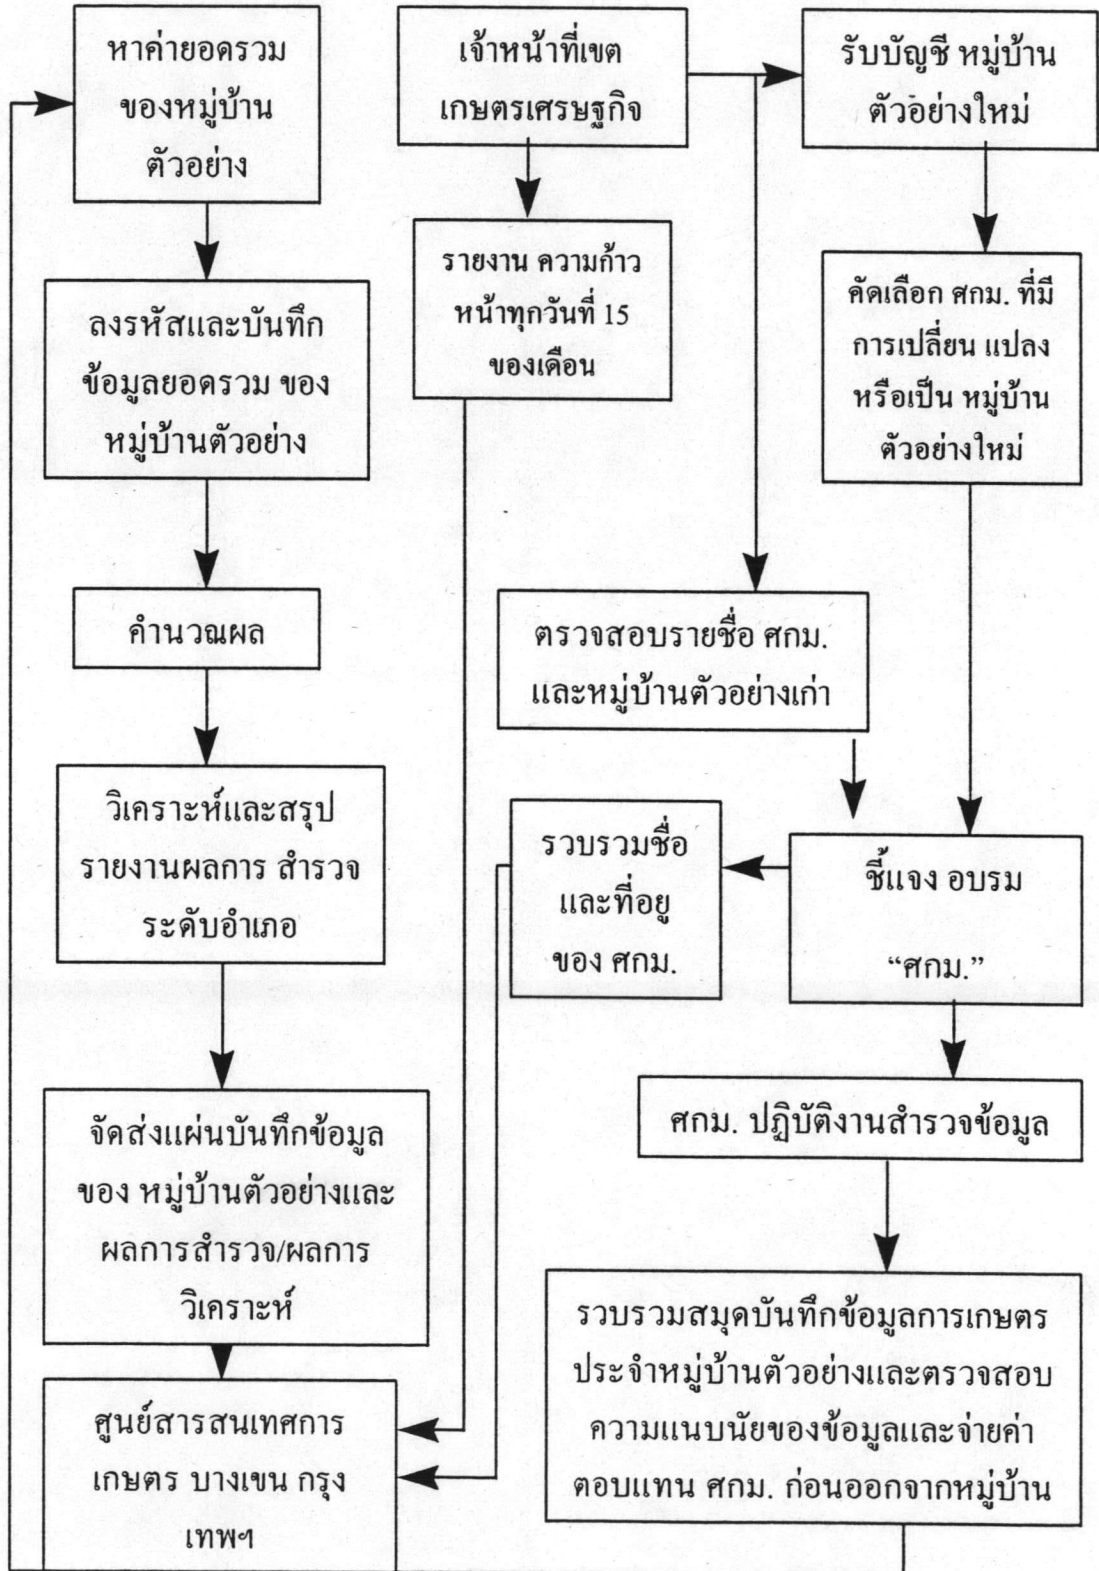 หาค่ายอดรวม
ของหมู่บ้าน
ตัวอย่าง
เจ้าหน้าที่เขต
เกษตรเศรษฐกิจ
รับบัญชี หมู่บ้าน
ตัวอย่างใหม่
รายงาน ความก้าว
หน้าทุกวันที่ 15
ของเดือน
คัดเลือก ศกม. ที่มี
การเปลี่ยน แปลง
หรือเป็น หมู่บ้าน
ตัวอย่างใหม่
ลงรหัสและบันทึก
ข้อมูลยอดรวม ของ
หมู่บ้านตัวอย่าง
คำนวณผล
ตรวจสอบรายชื่อ ศกม.
และหมู่บ้านตัวอย่างเก่า
วิเคราะห์และสรุป
รายงานผลการ สำรวจ
ระดับอำเภอ
รวบรวมชื่อ
และที่อยู
ของ ศกม.
ชี้แจง อบรม
“ศกม.”
ศกม. ปฏิบัติงานสำรวจข้อมูล
จัดส่งแผ่นบันทึกข้อมูล
ของ หมู่บ้านตัวอย่างและ
ผลการสำรวจ/ผลการ
วิเคราะห์
รวบรวมสมุดบันทึกข้อมูลการเกษตร
ประจำหมู่บ้านตัวอย่างและตรวจสอบ
ความแนบนัยของข้อมูลและจ่ายค่า
ตอบแทน ศกม. ก่อนออกจากหมู่บ้าน
ศูนย์สารสนเทศการ
เกษตร บางเขน กรุง
เทพฯ